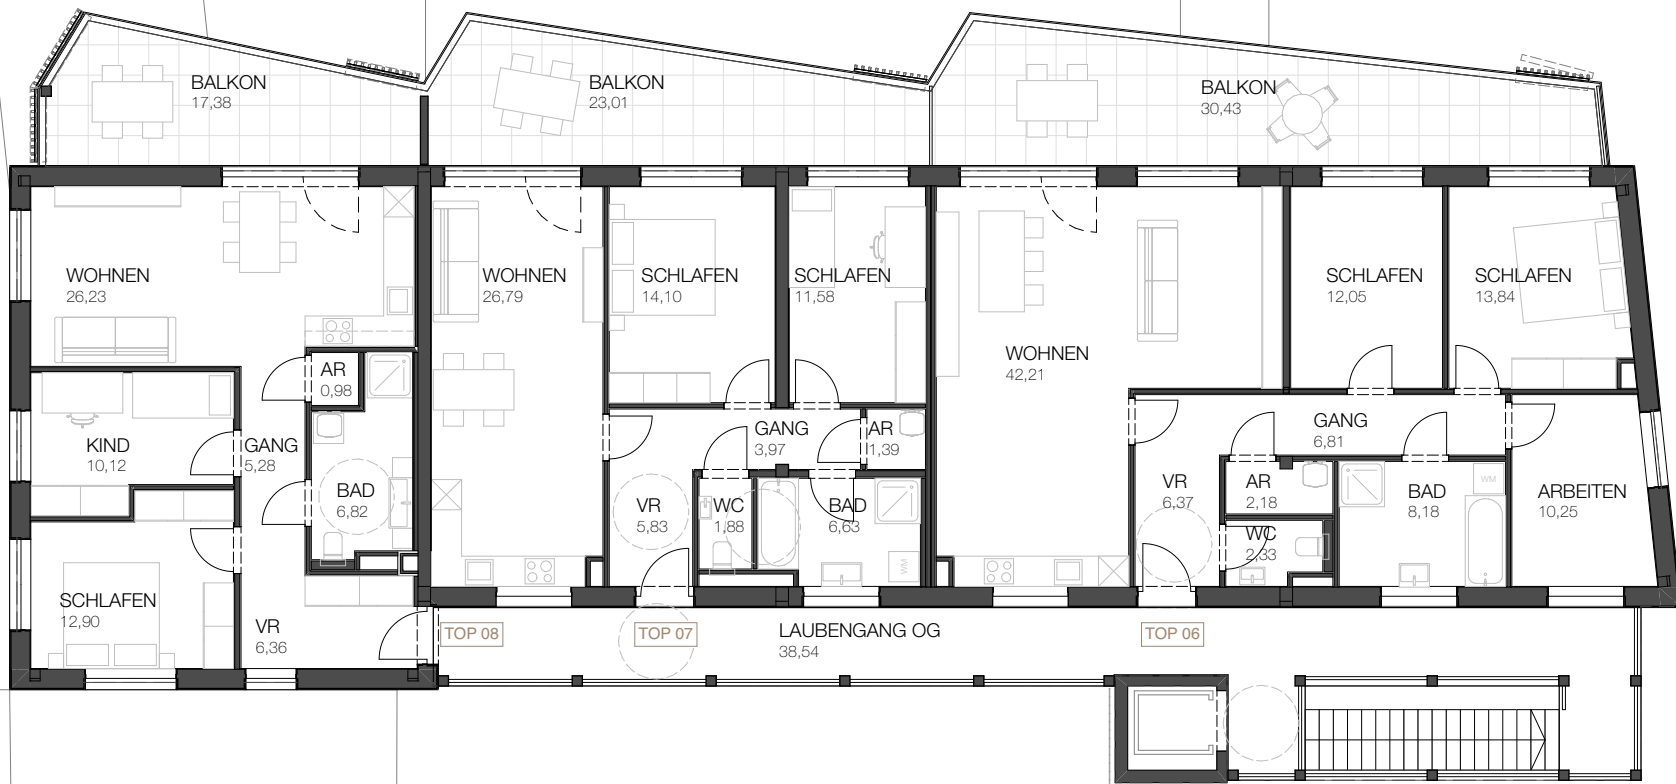 BALKON
17,38
BALKON
23,01
BALKON
30,43
WOHNEN
26,23
WOHNEN
26,79
SCHLAFEN
14,10
SCHLAFEN
11,58
WOHNEN
42,21
SCHLAFEN
12,05
SCHLAFEN
13,84
AR
0,98
KIND
10,12
GANG
5,28
BAD
6,82
GANG
3,97
AR
1,39
VR
5,83
WC
1,88
BAD
6,63
WM
GANG
6,81
VR
6,37
AR
2,18
WC
2,33
BAD
8,18
WM
ARBEITEN
10,25
SCHLAFEN
12,90
VR
6,36
TOP 08
TOP 07
LAUBENGANG OG
38,54
TOP 06